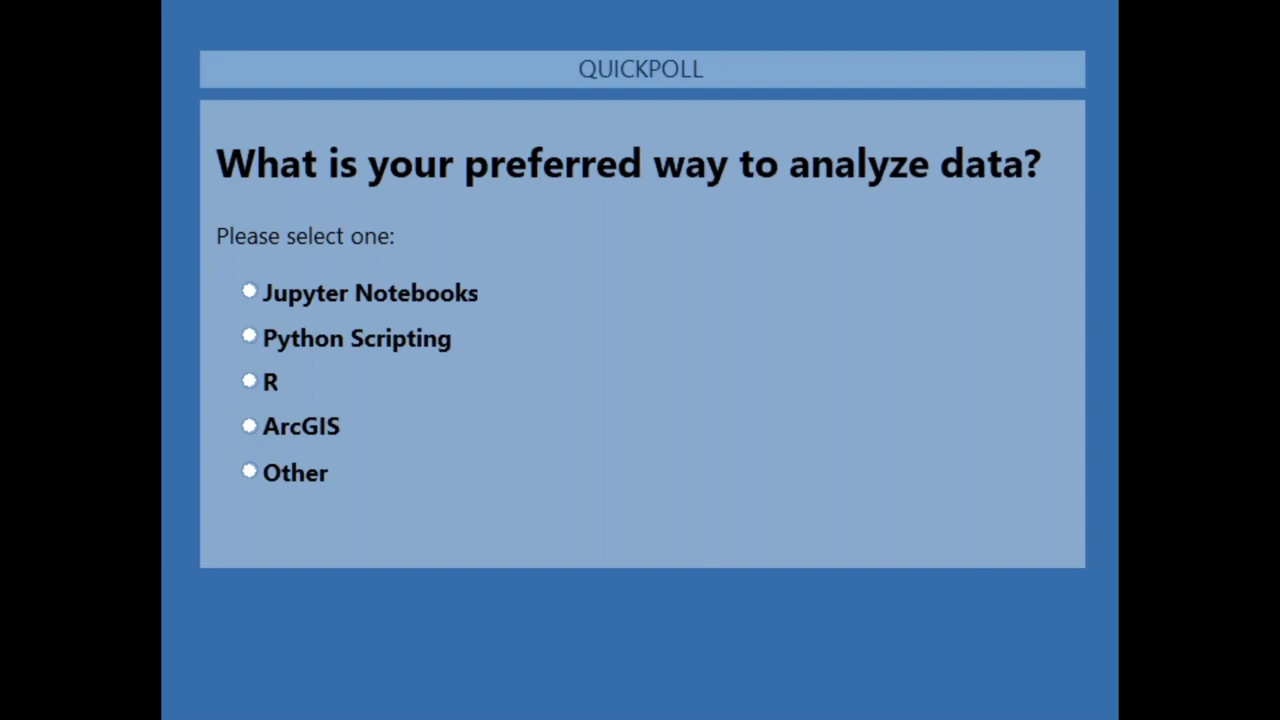 QUICKPOLL
What is your preferred way to analyze data?
Please select one:
Jupyter Notebooks
Python Scripting
R
ArcGIS
Other